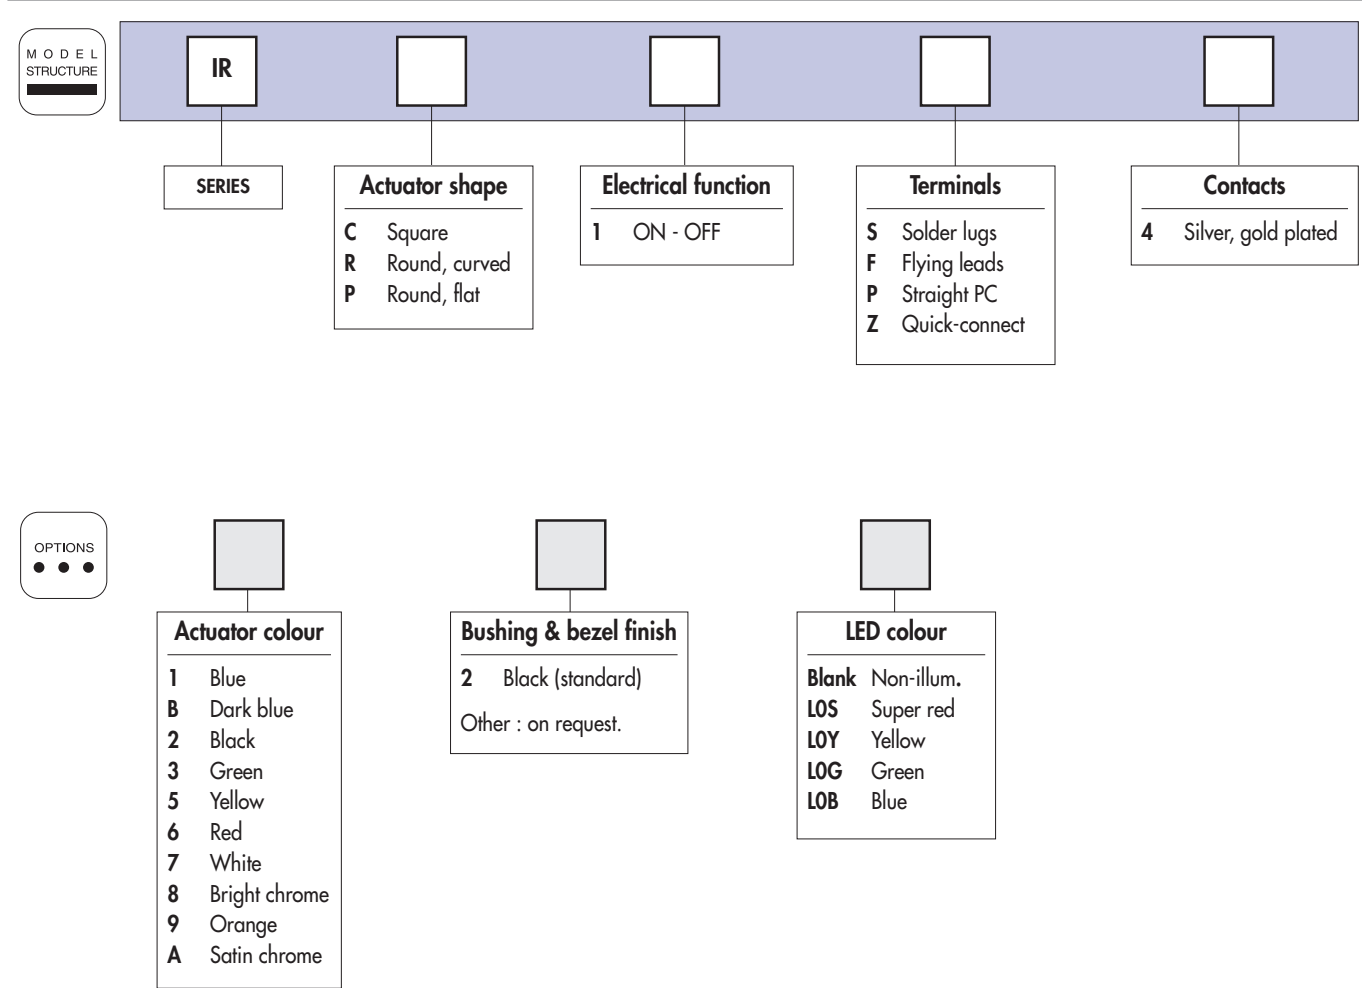 MODEL
STRUCTURE
IR
SERIES
Actuator shape
C Square
R Round, curved
P Round, flat
Electrical function
1 ON - OFF
Terminals
S Solder lugs
F Flying leads
P Straight PC
Z Quick-connect
Contacts
4 Silver, gold plated
OPTIONS
Actuator colour
1 Blue
B Dark blue
2 Black
3 Green
5 Yellow
6 Red
7 White
8 Bright chrome
9 Orange
A Satin chrome
Bushing & bezel finish
2 Black (standard)
Other : on request.
LED colour
Blank Non-illum.
L0S Super red
L0Y Yellow
L0G Green
L0B Blue